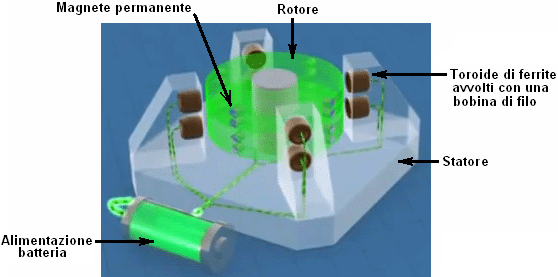 Magnete permanente
Rotore
Toroide di ferrite
avvolti con una
bobina di filo
Statore
Alimentazione
batteria